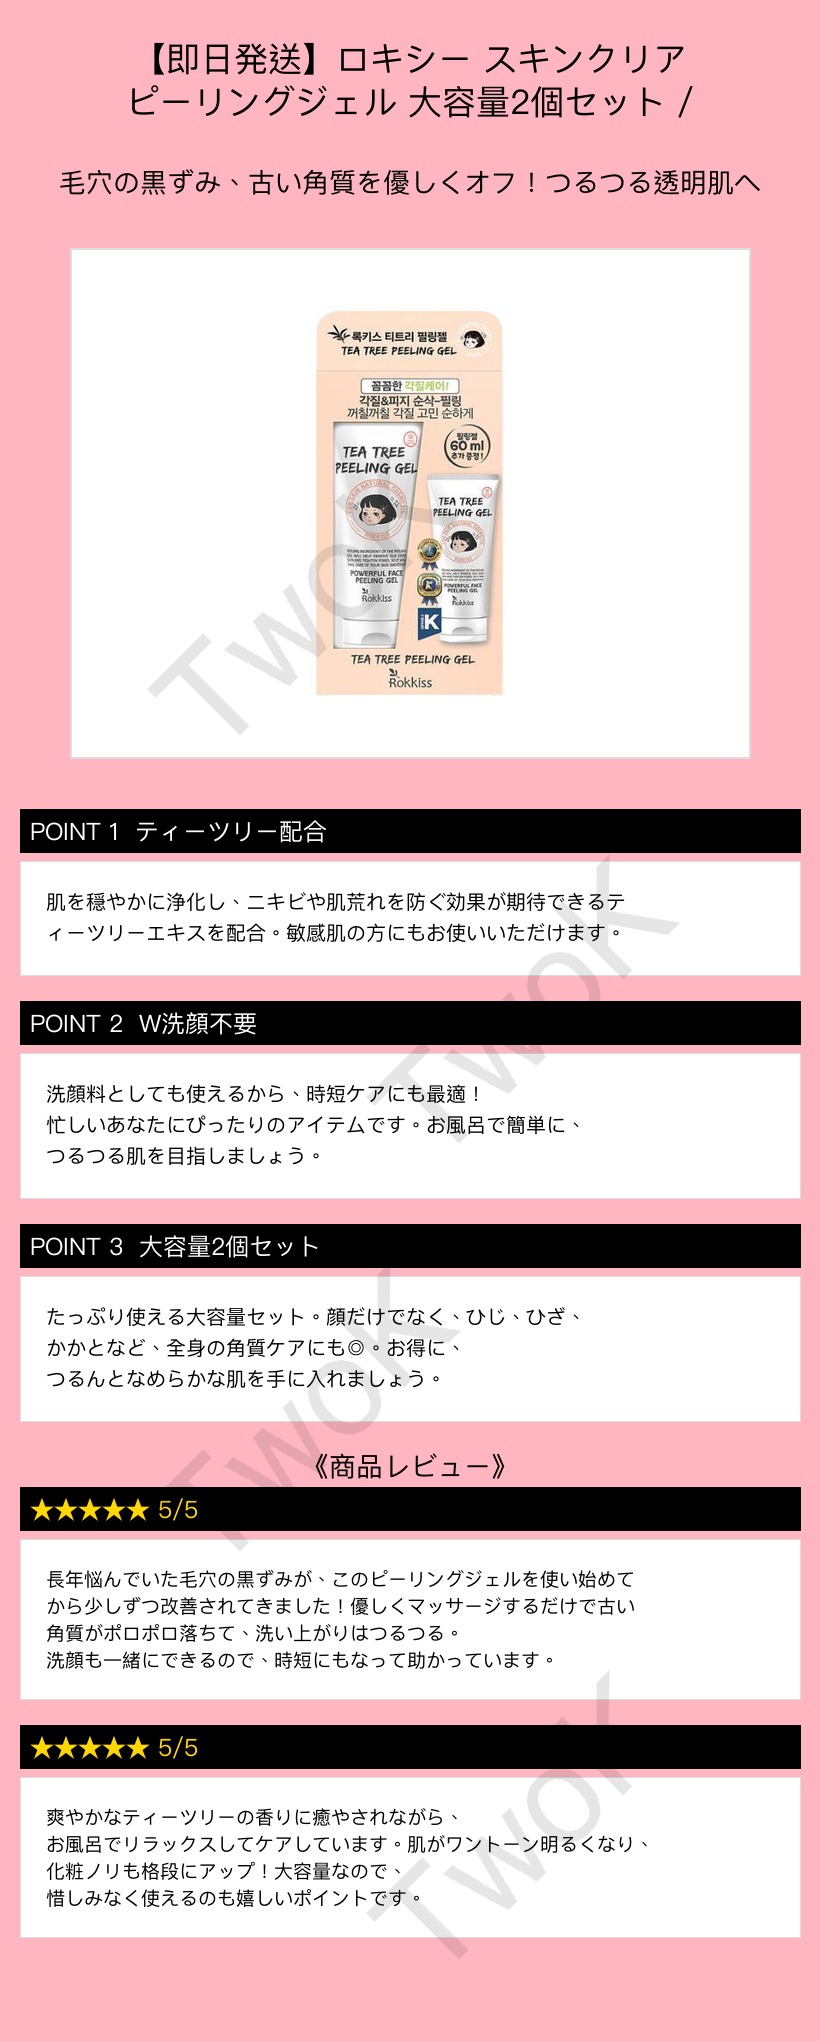 【即日発送】ロキシー スキンクリア
ピーリングジェル 大容量2個セット /
毛穴の黒ずみ、古い角質を優しくオフ！つるつる透明肌へ
록키스 티트리 필링젤
TEA TREE PEELING GEL
꼼꼼한 각질케어!
각질&피지 순삭-필링
꺼칠꺼칠 각질 고민 순하게
필링젤
60 ml
추가 증정!
TEA TREE
PEELING GEL
POWERFUL FACE
PEELING GEL
Rokkiss
TEA TREE
PEELING GEL
POWERFUL FACE
PEELING GEL
Rokkiss
K
TEA TREE PEELING GEL
Rokkiss
TwoK
POINT 1 ティーツリー配合
肌を穏やかに浄化し、ニキビや肌荒れを防ぐ効果が期待できるテ
ィーツリーエキスを配合。敏感肌の方にもお使いいただけます。
TwoK
POINT 2 W洗顔不要
洗顔料としても使えるから、時短ケアにも最適！
忙しいあなたにぴったりのアイテムです。お風呂で簡単に、
つるつる肌を目指しましょう。
POINT 3 大容量2個セット
たっぷり使える大容量セット。顔だけでなく、ひじ、ひざ、
かかとなど、全身の角質ケアにも◎。お得に、
つるんとなめらかな肌を手に入れましょう。
TwoK
《商品レビュー》
★★★★★ 5/5
長年悩んでいた毛穴の黒ずみが、このピーリングジェルを使い始めて
から少しずつ改善されてきました！優しくマッサージするだけで古い
角質がポロポロ落ちて、洗い上がりはつるつる。
洗顔も一緒にできるので、時短にもなって助かっています。
★★★★★ 5/5
爽やかなティーツリーの香りに癒やされながら、
お風呂でリラックスしてケアしています。肌がワントーン明るくなり、
化粧ノリも格段にアップ！大容量なので、
惜しみなく使えるのも嬉しいポイントです。
TwoK